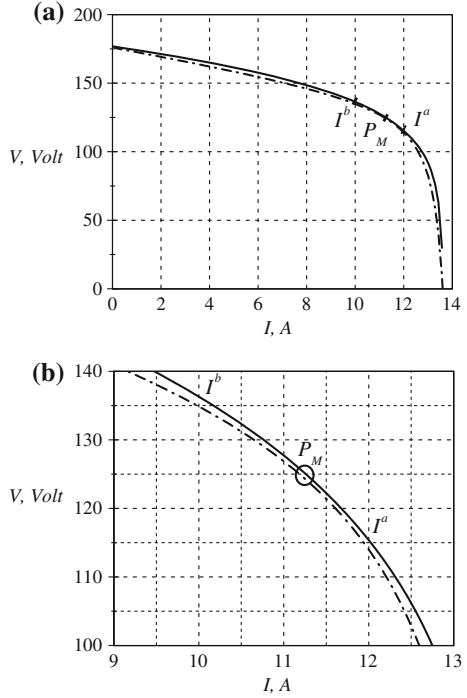 (a)
200
150
V, Volt
100
50
0
I^b
P_M
I^a
0 2 4 6 8 10 12 14
I, A
(b)
140
130
V, Volt
120
110
100
I^b
P_M
I^a
9 10 11 12 13
I, A